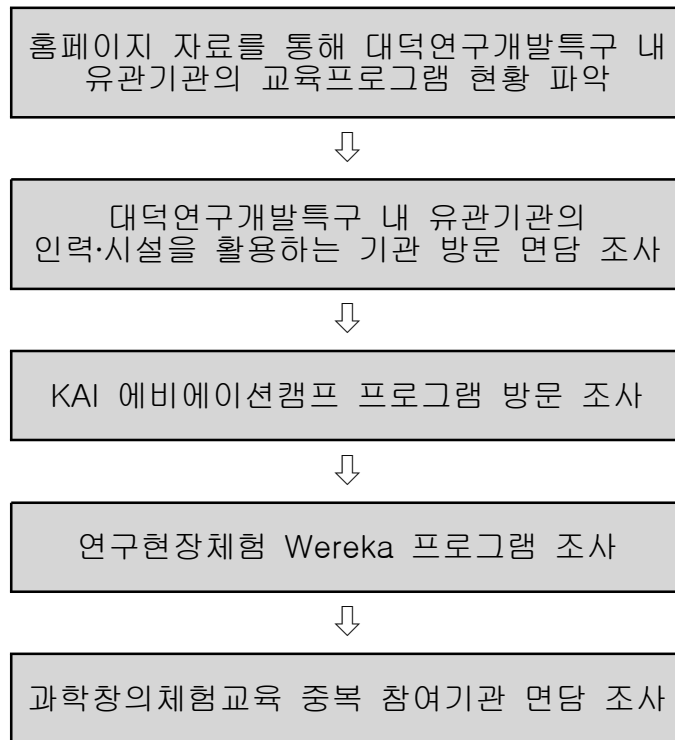 홈페이지 자료를 통해 대덕연구개발특구 내
유관기관의 교육프로그램 현황 파악
⇩
대덕연구개발특구 내 유관기관의
인력·시설을 활용하는 기관 방문 면담 조사
⇩
KAI 에비에이션캠프 프로그램 방문 조사
⇩
연구현장체험 Wereka 프로그램 조사
⇩
과학창의체험교육 중복 참여기관 면담 조사